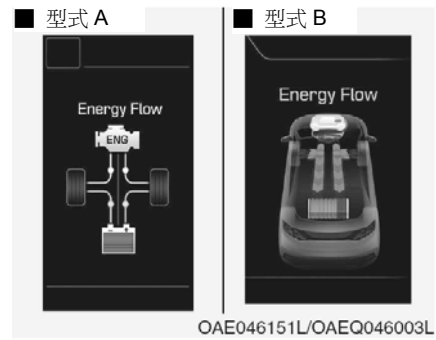 ■ 型式 A
■ 型式 B
Energy Flow
ENG
Energy Flow
OAE046151L/OAEQ046003L